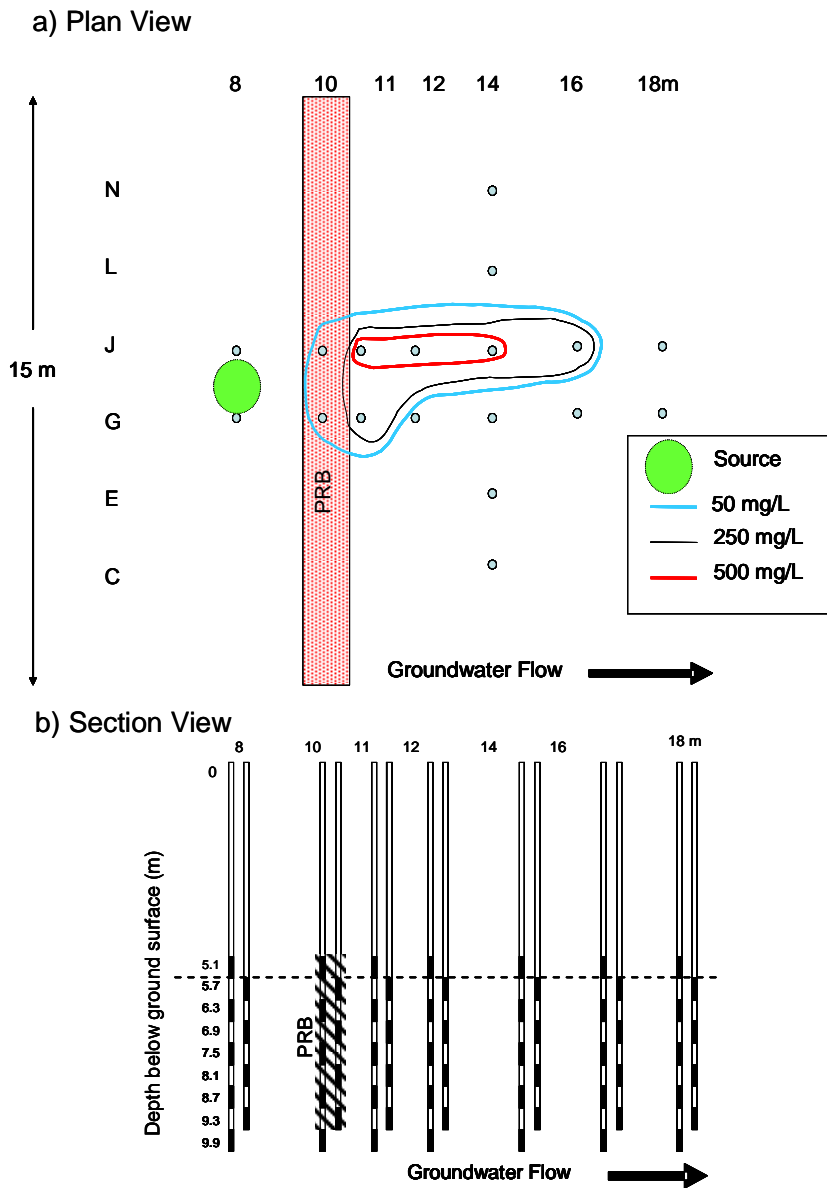 a) Plan View
8 10 11 12 14 16 18m
N
L
J
15 m
G
E
C
PRB
Source
50 mg/L
250 mg/L
500 mg/L
Groundwater Flow
b) Section View
8 10 11 12 14 16 18 m
0
Depth below ground surface (m)
5.1
5.7
6.3
6.9
7.5
8.1
8.7
9.3
9.9
PRB
Groundwater Flow